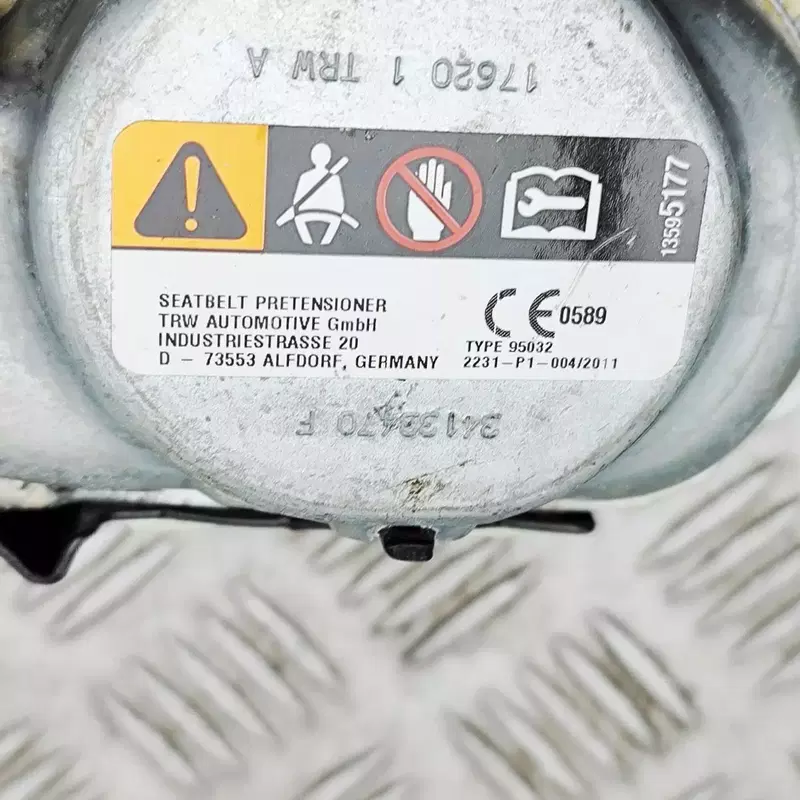 17620 1 TRW A
13595177
SEATBELT PRETENSIONER
TRW AUTOMOTIVE GmbH
INDUSTRIESTRASSE 20
D - 73553 ALFDORF, GERMANY
CE 0589
TYPE 95032
2231-P1-004/2011
34139470 F